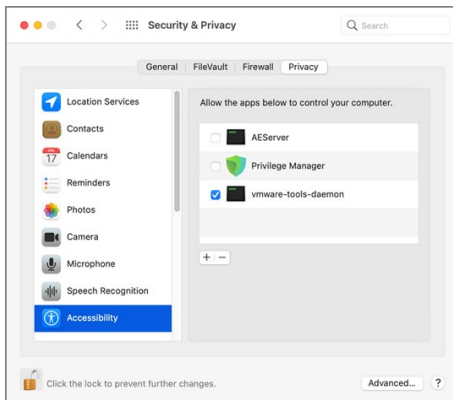 Security & Privacy
Search
General FileVault Firewall Privacy
Location Services
Contacts
17
Calendars
Reminders
Photos
Camera
Microphone
Speech Recognition
Accessibility
Allow the apps below to control your computer.
AEServer
Privilege Manager
vmware-tools-daemon
+ −
Click the lock to prevent further changes.
Advanced... ?